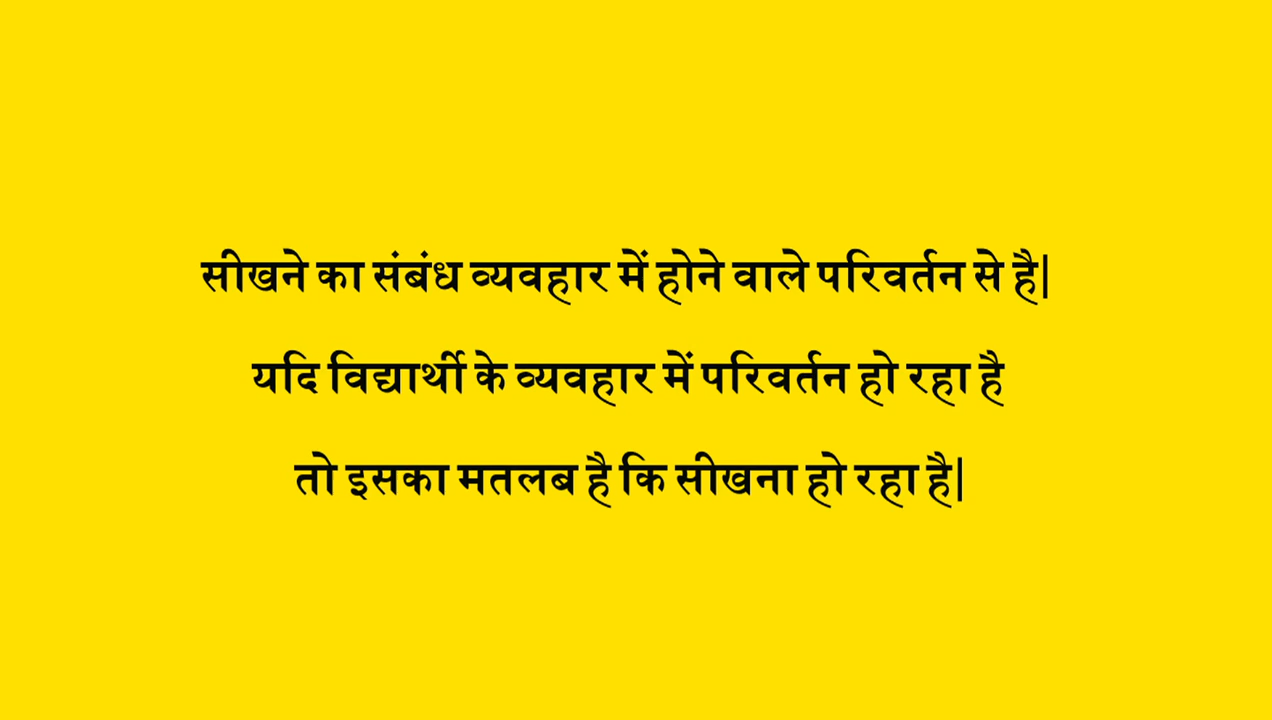 सीखने का संबंध व्यवहार में होने वाले परिवर्तन से है|
यदि विद्यार्थी के व्यवहार में परिवर्तन हो रहा है
तो इसका मतलब है कि सीखना हो रहा है|